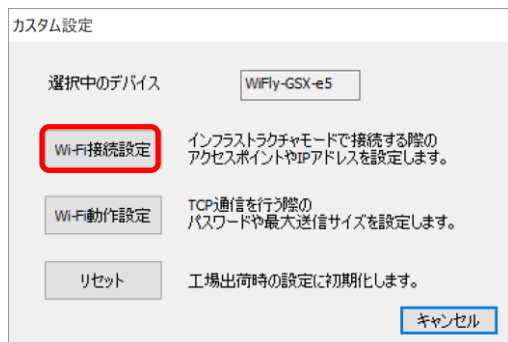 カスタム設定
選択中のデバイス
WiFly-GSX-e5
Wi-Fi接続設定
インフラストラクチャモードで接続する際の
アクセスポイントやIPアドレスを設定します。
Wi-Fi動作設定
TCP通信を行う際の
パスワードや最大送信サイズを設定します。
リセット
工場出荷時の設定に初期化します。
キャンセル